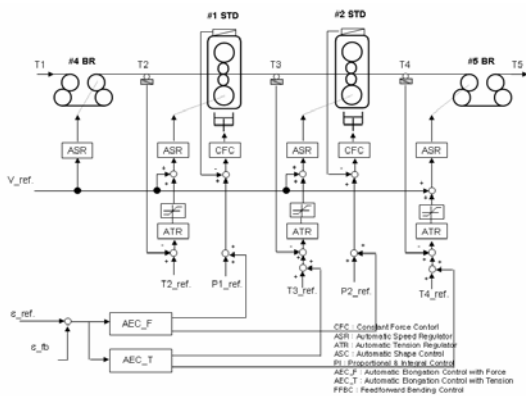 #1 STD
#2 STD
T1
#4 BR
T2
T3
T4
#5 BR
T5
ASR
ASR
CFC
ASR
CFC
ASR
V_ref.
ATR
ATR
ATR
T2_ref.
P1_ref.
T3_ref.
P2_ref.
T4_ref.
ε_ref.
AEC_F
ε_fb
AEC_T
CFC : Constant Force Contorl
ASR : Automatic Speed Regulator
ATR : Automatic Tension Regulator
ASC : Automatic Shape Control
PI : Proportional & Integral Control
AEC_F : Automatic Elongation Control with Force
AEC_T : Automatic Elongation Control with Tension
FFBC : Feedforward Bending Control